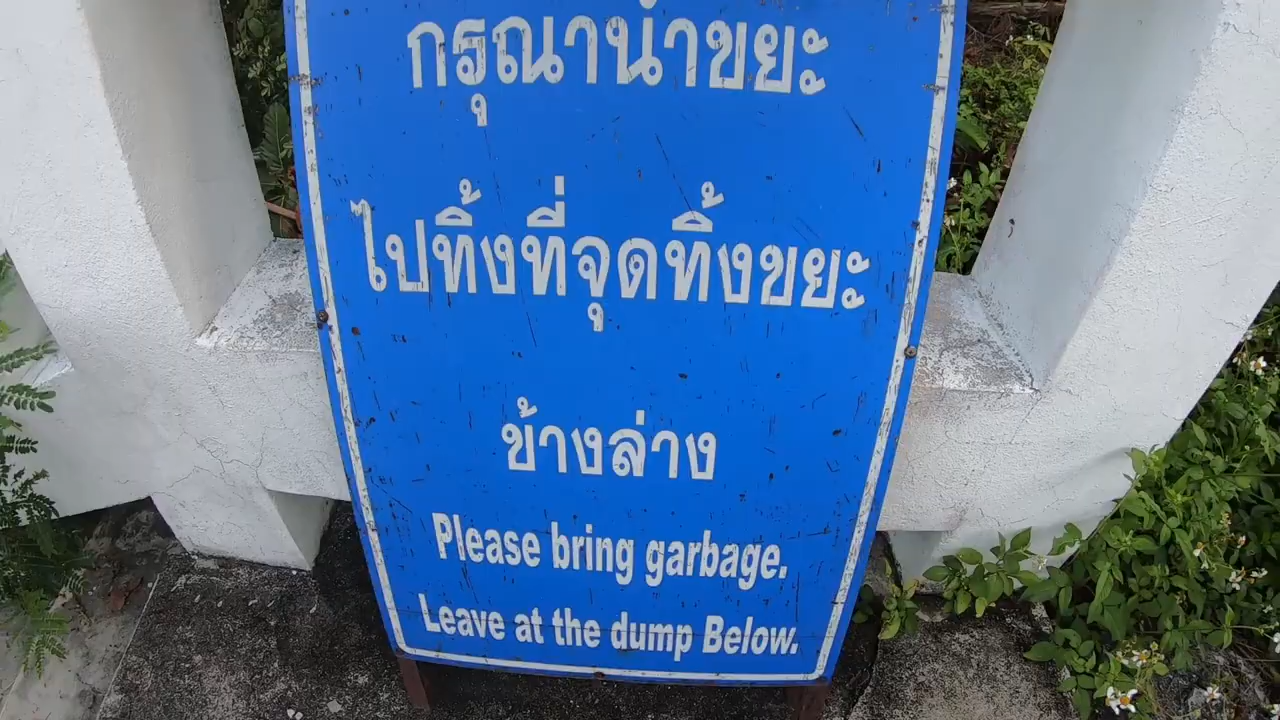 กรุณานำขยะ
ไปทิ้งที่จุดทิ้งขยะ
ข้างล่าง
Please bring garbage.
Leave at the dump Below.